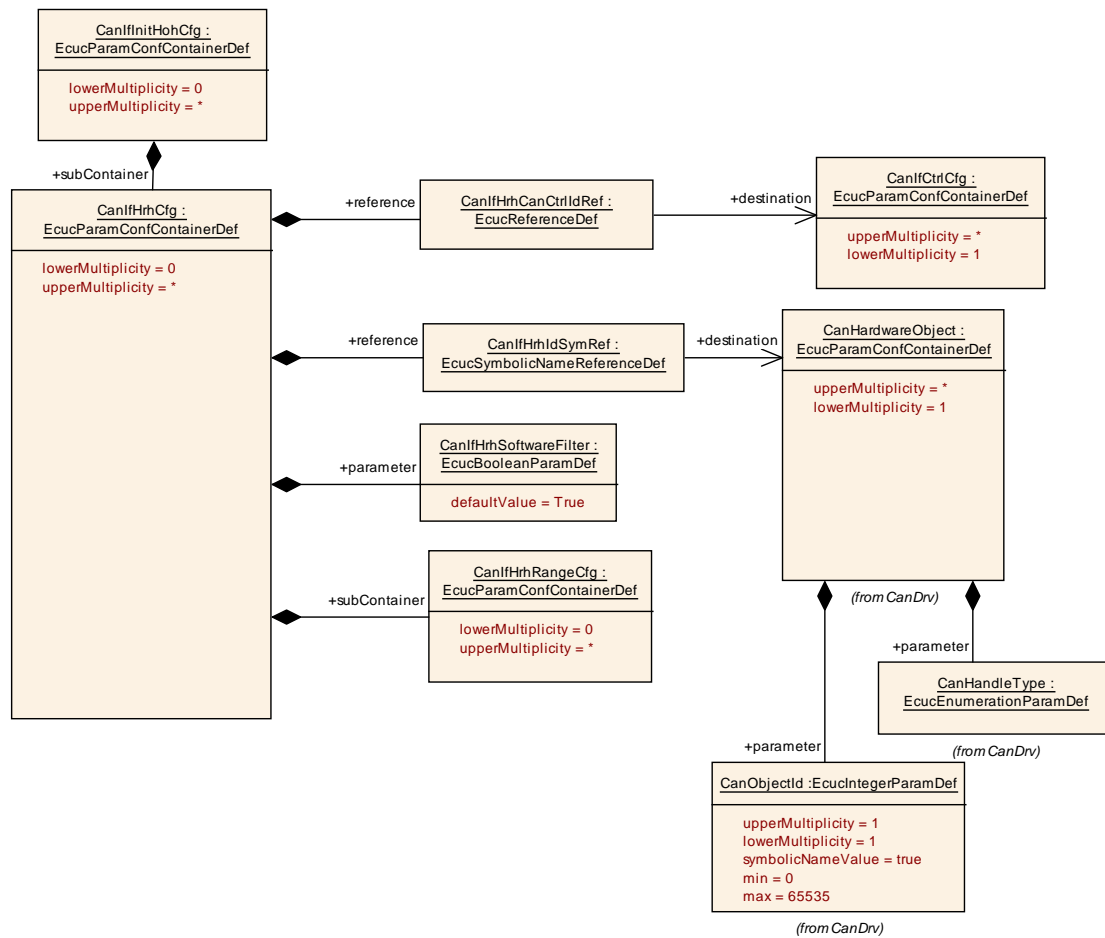 CanIfInitHohCfg :
EcucParamConfContainerDef
lowerMultiplicity = 0
upperMultiplicity = *
+subContainer
CanIfHrhCfg :
EcucParamConfContainerDef
lowerMultiplicity = 0
upperMultiplicity = *
+reference
CanIfHrhCanCtrlIdRef :
EcucReferenceDef
+destination
CanIfCtrlCfg :
EcucParamConfContainerDef
upperMultiplicity = *
lowerMultiplicity = 1
+reference
CanIfHrhIdSymRef :
EcucSymbolicNameReferenceDef
+destination
CanHardwareObject :
EcucParamConfContainerDef
upperMultiplicity = *
lowerMultiplicity = 1
(from CanDrv)
+parameter
CanIfHrhSoftwareFilter :
EcucBooleanParamDef
defaultValue = True
+subContainer
CanIfHrhRangeCfg :
EcucParamConfContainerDef
lowerMultiplicity = 0
upperMultiplicity = *
+parameter
CanHandleType :
EcucEnumerationParamDef
(from CanDrv)
+parameter
CanObjectId :EcucIntegerParamDef
upperMultiplicity = 1
lowerMultiplicity = 1
symbolicNameValue = true
min = 0
max = 65535
(from CanDrv)